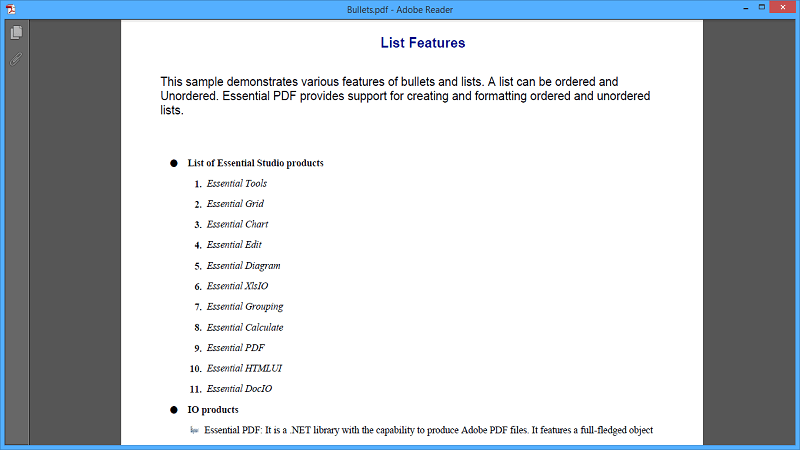 Bullets.pdf - Adobe Reader
List Features
This sample demonstrates various features of bullets and lists. A list can be ordered and
Unordered. Essential PDF provides support for creating and formatting ordered and unordered
lists.
● List of Essential Studio products
1. Essential Tools
2. Essential Grid
3. Essential Chart
4. Essential Edit
5. Essential Diagram
6. Essential XlsIO
7. Essential Grouping
8. Essential Calculate
9. Essential PDF
10. Essential HTMLUI
11. Essential DocIO
● IO products
Essential PDF: It is a .NET library with the capability to produce Adobe PDF files. It features a full-fledged object